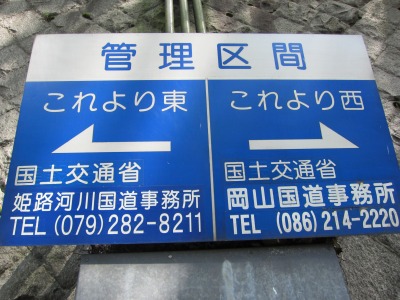 管理区間
これより東
国土交通省
姫路河川国道事務所
TEL (079) 282-8211
これより西
国土交通省
岡山国道事務所
TEL (086) 214-2220